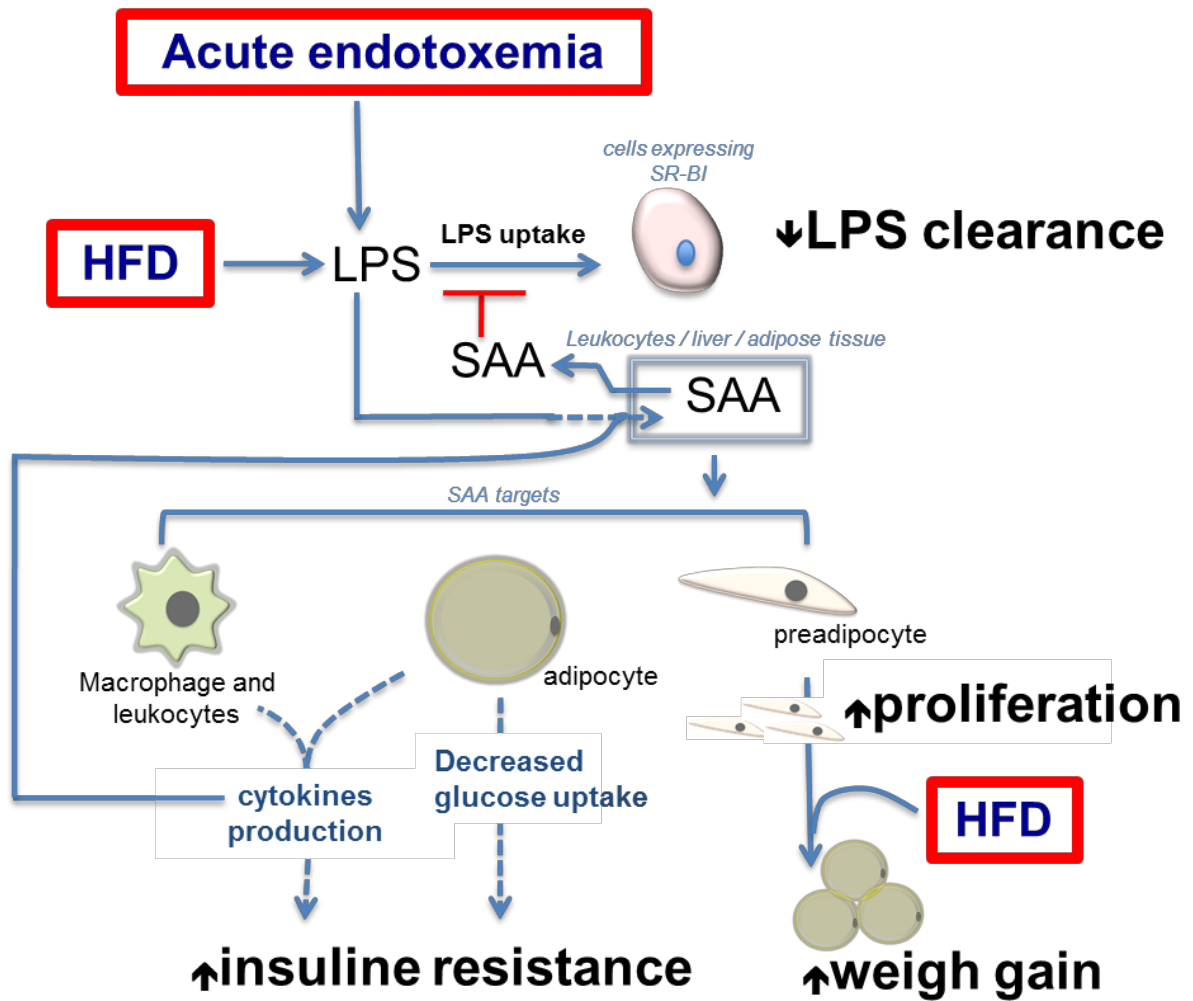 Acute endotoxemia
cells expressing
SR-BI
HFD
LPS
LPS uptake
↓LPS clearance
SAA
Leukocytes / liver / adipose tissue
SAA
SAA targets
Macrophage and
leukocytes
adipocyte
preadipocyte
↑proliferation
cytokines
production
Decreased
glucose uptake
HFD
↑insuline resistance
↑weigh gain